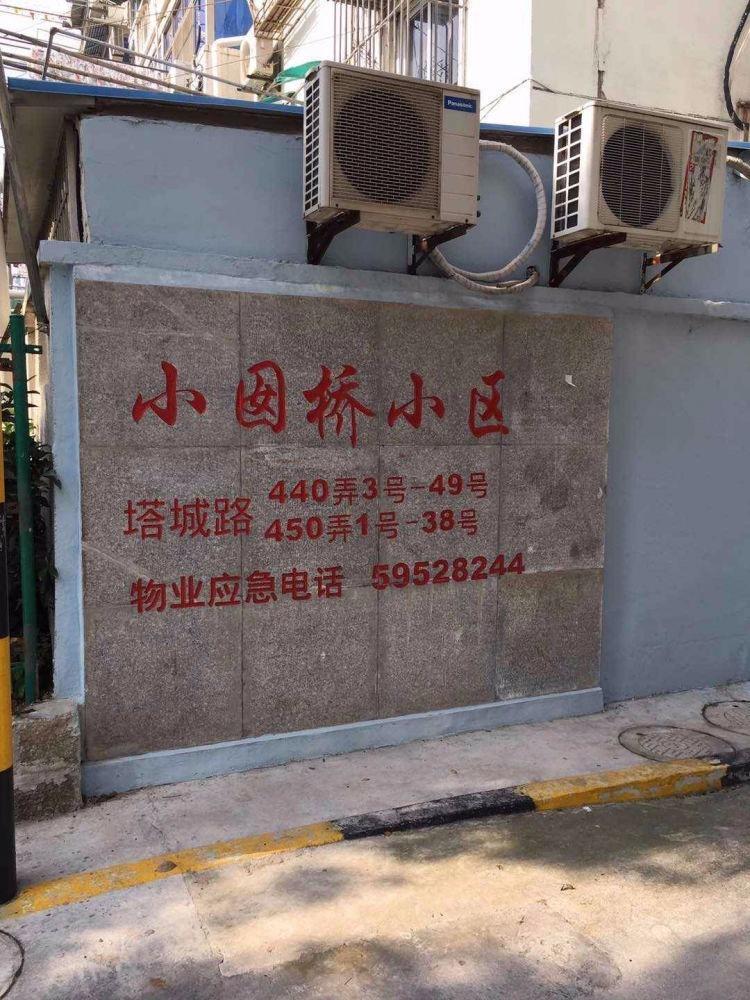 Panasonic
小囡桥小区
塔城路 440弄3号-49号
450弄1号-38号
物业应急电话 59528244